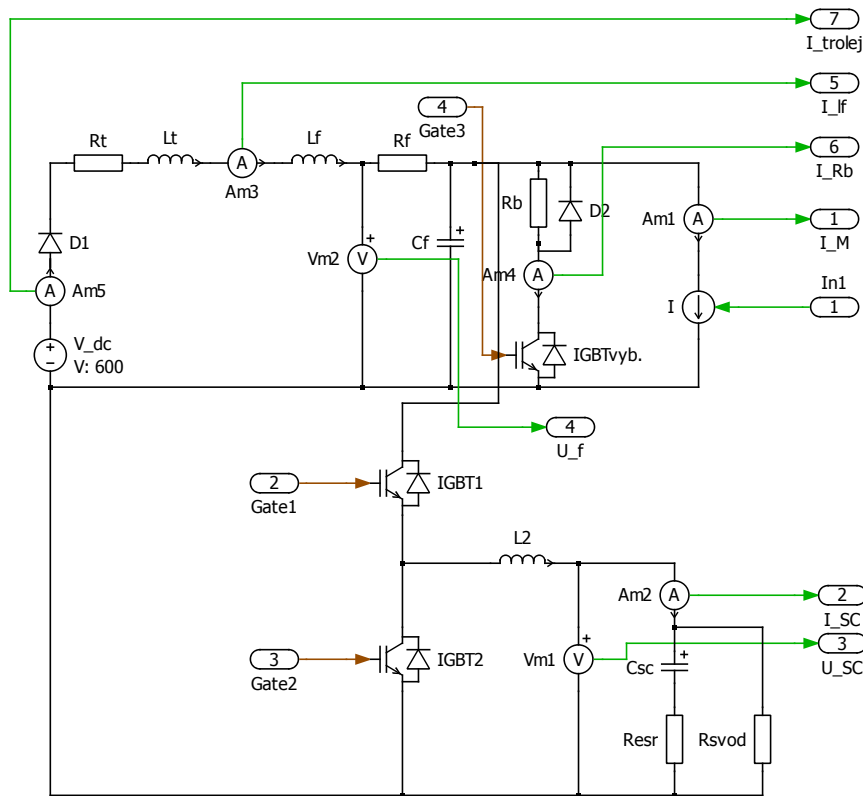 7
I_trolej
5
I_lf
4
Gate3
Rt
Lt
A
Am3
Lf
Rf
6
I_Rb
Rb
D2
Am1
A
1
I_M
D1
Vm2
+
V
Cf
+
Am4
A
In1
1
A
Am5
I
+
−
V_dc
V: 600
IGBTvyb.
4
U_f
2
Gate1
IGBT1
L2
Am2
A
2
I_SC
3
Gate2
IGBT2
Vm1
+
V
Csc
+
3
U_SC
Resr
Rsvod